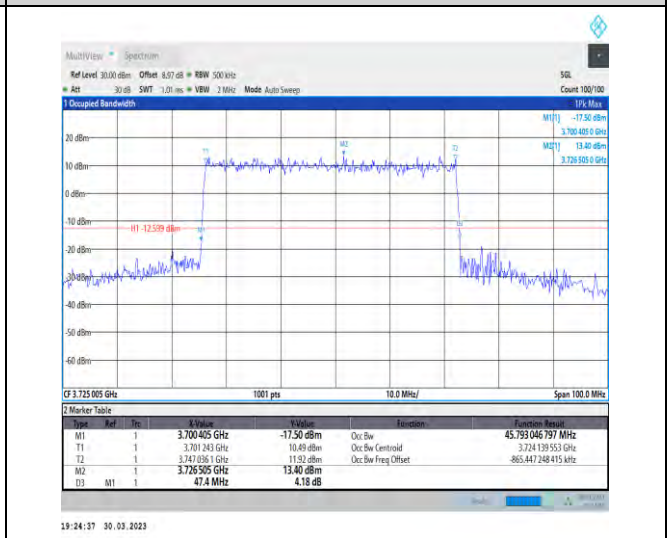 MultiView Spectrum
Ref Level 30.00 dBm Offset 8.97 dB RBW 500 kHz SGL
Att 30 dB SWT 1.01 ms VBW 2 MHz Mode Auto Sweep Count 100/100
1 Occupied Bandwidth 1Pk Max
M1[1] -17.50 dBm
3.700 405 0 GHz
M2[1] 13.40 dBm
3.726 505 0 GHz
20 dBm
T1
M2
T2
10 dBm
0 dBm
-10 dBm
H1 -12.599 dBm
-20 dBm
-30 dBm
-40 dBm
-50 dBm
-60 dBm
CF 3.725 005 GHz 1001 pts 10.0 MHz/ Span 100.0 MHz
2 Marker Table
Type Ref Trc X-Value Y-Value Function Function Result
M1 1 3.700 405 GHz -17.50 dBm Occ Bw 45.793 046 797 MHz
T1 1 3.701 243 GHz 10.49 dBm Occ Bw Centroid 3.724 139 553 GHz
T2 1 3.747 036 1 GHz 11.92 dBm Occ Bw Freq Offset -865.447 248 415 kHz
M2 1 3.726 505 GHz 13.40 dBm
D3 M1 1 47.4 MHz 4.18 dB
19:24:37 30.03.2023